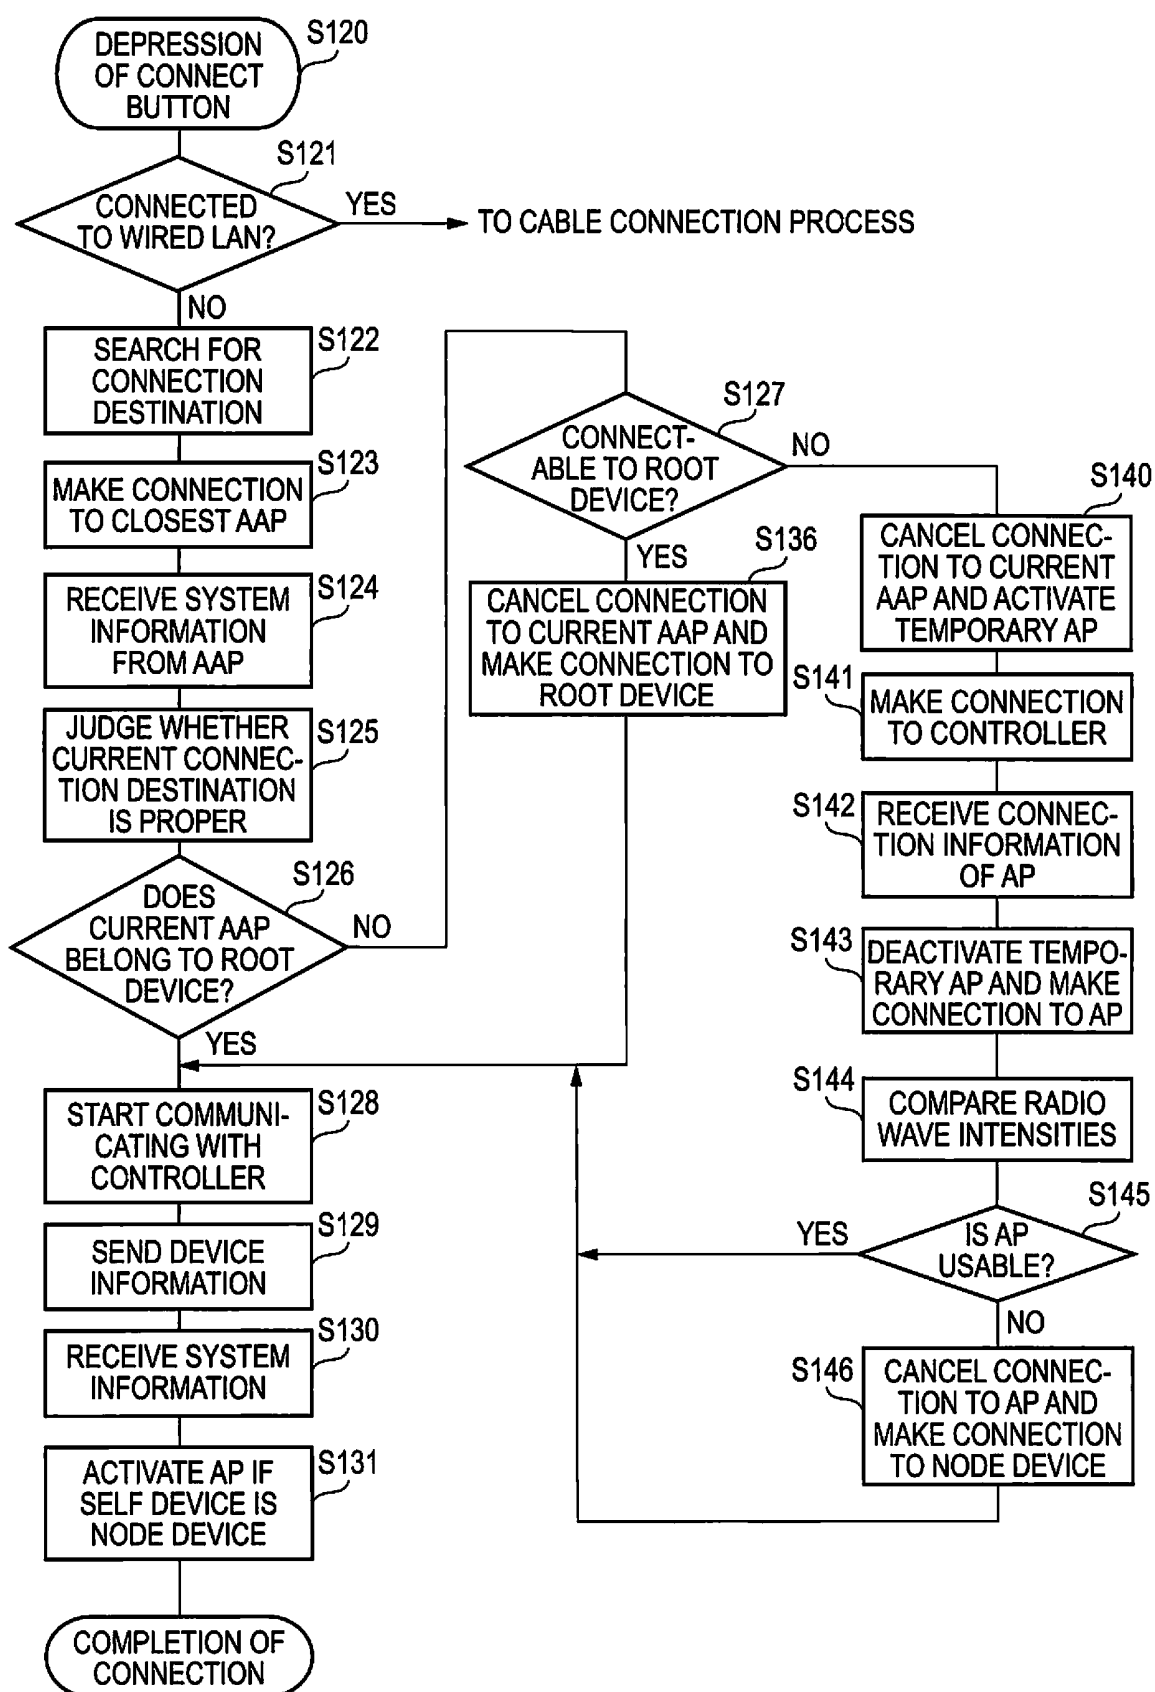 DEPRESSION
OF CONNECT
BUTTON
S120
S121
CONNECTED
TO WIRED LAN?
YES
TO CABLE CONNECTION PROCESS
NO
S122
SEARCH FOR
CONNECTION
DESTINATION
S123
MAKE CONNECTION
TO CLOSEST AAP
S124
RECEIVE SYSTEM
INFORMATION
FROM AAP
S125
JUDGE WHETHER
CURRENT CONNEC-
TION DESTINATION
IS PROPER
S126
DOES
CURRENT AAP
BELONG TO ROOT
DEVICE?
NO
YES
S128
START COMMUNI-
CATING WITH
CONTROLLER
S129
SEND DEVICE
INFORMATION
S130
RECEIVE SYSTEM
INFORMATION
S131
ACTIVATE AP IF
SELF DEVICE IS
NODE DEVICE
COMPLETION OF
CONNECTION
S127
CONNECT-
ABLE TO ROOT
DEVICE?
NO
YES
S136
CANCEL CONNECTION
TO CURRENT AAP AND
MAKE CONNECTION TO
ROOT DEVICE
S140
CANCEL CONNEC-
TION TO CURRENT
AAP AND ACTIVATE
TEMPORARY AP
S141
MAKE CONNECTION
TO CONTROLLER
S142
RECEIVE CONNEC-
TION INFORMATION
OF AP
S143
DEACTIVATE TEMPO-
RARY AP AND MAKE
CONNECTION TO AP
S144
COMPARE RADIO
WAVE INTENSITIES
S145
IS AP
USABLE?
YES
NO
S146
CANCEL CONNEC-
TION TO AP AND
MAKE CONNECTION
TO NODE DEVICE